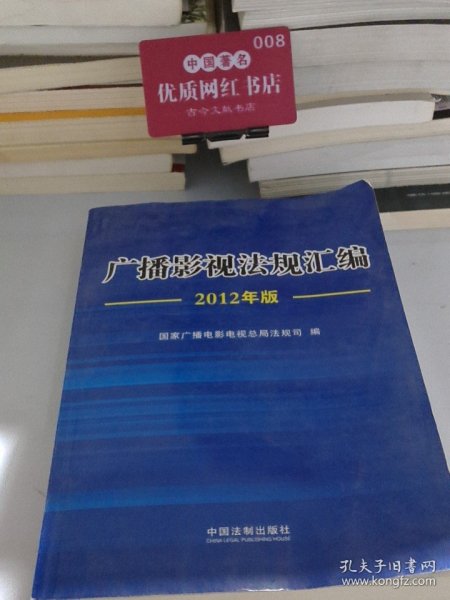 008
中国著名
优质网红书店
古今文献书店
广播影视法规汇编
2012年版
国家广播电影电视总局法规司 编
中国法制出版社
CHINA LEGAL PUBLISHING HOUSE
孔夫子旧书网
www.kongfz.com